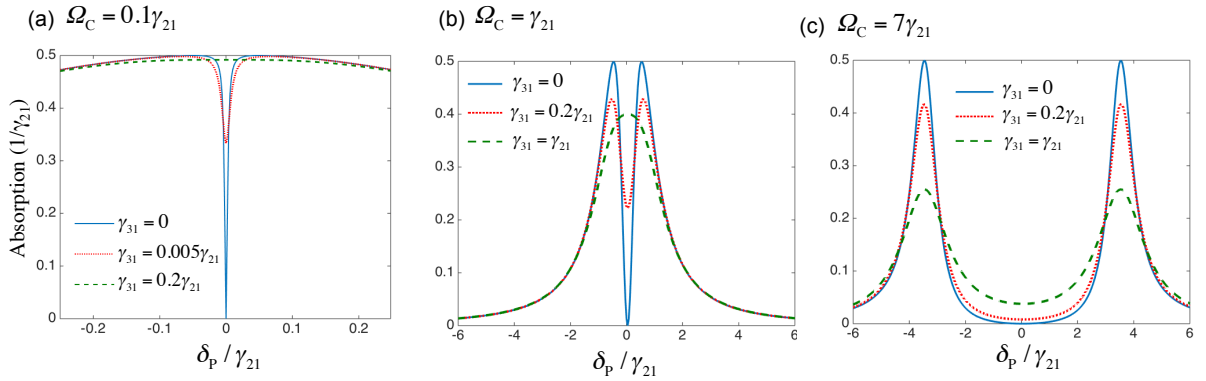 (a) Ω_C = 0.1γ_21
Absorption (1/γ_21)
0.5
0.4
0.3
0.2
0.1
0
γ_31 = 0
γ_31 = 0.005γ_21
γ_31 = 0.2γ_21
-0.2 -0.1 0 0.1 0.2
δ_P / γ_21
(b) Ω_C = γ_21
0.5
0.4
0.3
0.2
0.1
0
γ_31 = 0
γ_31 = 0.2γ_21
γ_31 = γ_21
-6 -4 -2 0 2 4 6
δ_P / γ_21
(c) Ω_C = 7γ_21
0.5
0.4
0.3
0.2
0.1
0
γ_31 = 0
γ_31 = 0.2γ_21
γ_31 = γ_21
-6 -4 -2 0 2 4 6
δ_P / γ_21